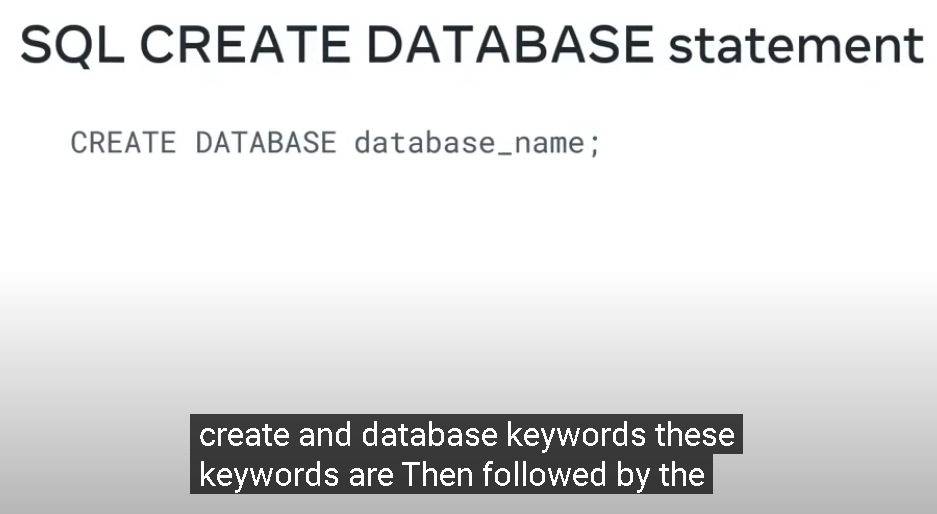 SQL CREATE DATABASE statement
CREATE DATABASE database_name;
create and database keywords these
keywords are Then followed by the